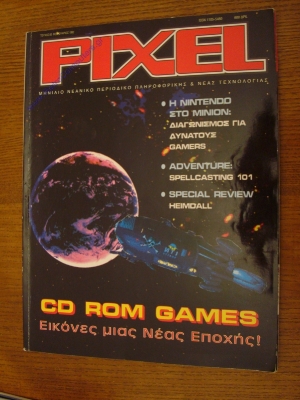 PIXEL
ΜΗΝΙΑΙΟ ΝΕΑΝΙΚΟ ΠΕΡΙΟΔΙΚΟ ΠΛΗΡΟΦΟΡΙΚΗΣ & ΝΕΑΣ ΤΕΧΝΟΛΟΓΙΑΣ
Η NINTENDO
ΣΤΟ ΜΙΝΙΟΝ:
ΔΙΑΓΩΝΙΣΜΟΣ ΓΙΑ
ΔΥΝΑΤΟΥΣ
GAMERS
ADVENTURE:
SPELLCASTING 101
SPECIAL REVIEW
HEIMDALL
CD ROM GAMES
Εικόνες μιας Νέας Εποχής!